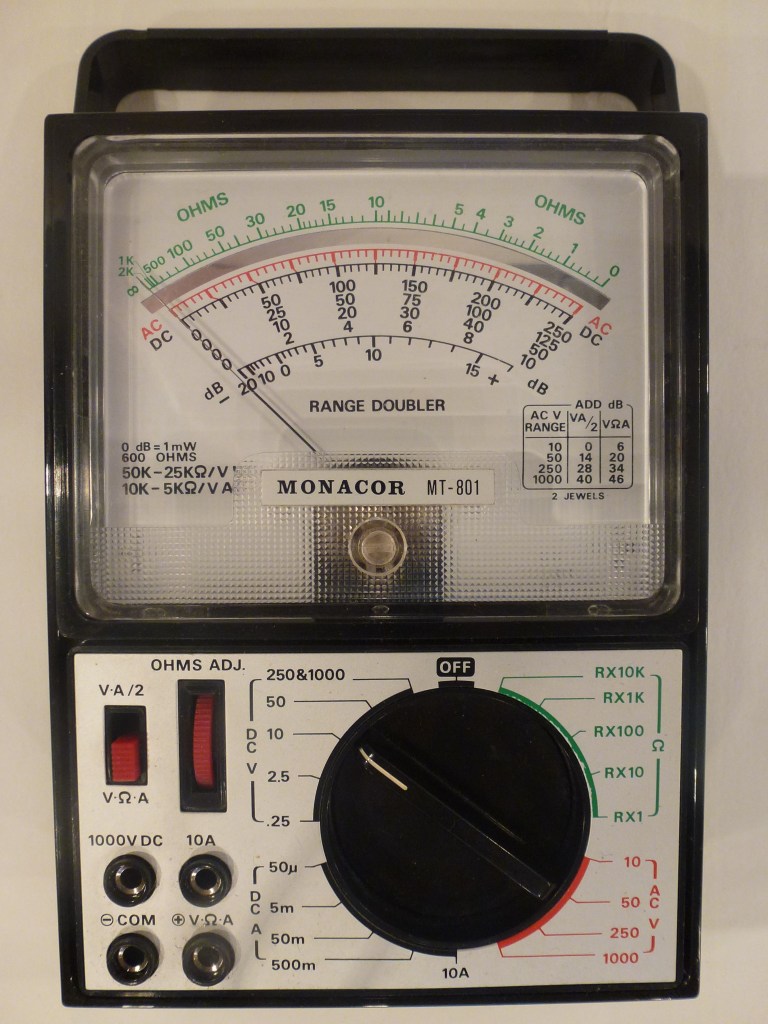 OHMS OHMS
1K 2K ∞ 500 100 50 30 20 15 10 5 4 3 2 1 0
AC AC
DC DC
0 50 100 150 200 250
0 25 50 75 100 125
0 10 20 30 40 50
0 2 4 6 8 10
dB − 20 10 0 5 10 15 + dB
RANGE DOUBLER
0 dB = 1mW
600 OHMS
50K-25KΩ/V
10K-5KΩ/V A
ADD dB
AC V RANGE VA/2 VΩA
10 0 6
50 14 20
250 28 34
1000 40 46
2 JEWELS
MONACOR MT-801
OHMS ADJ.
V·A/2
V·Ω·A
OFF
250&1000
50
10
2.5
.25
DC V
RX10K
RX1K
RX100
RX10
RX1
Ω
1000V DC 10A
⊖COM ⊕V·Ω·A
50µ
5m
50m
500m
DC A
10A
10
50
250
1000
AC V